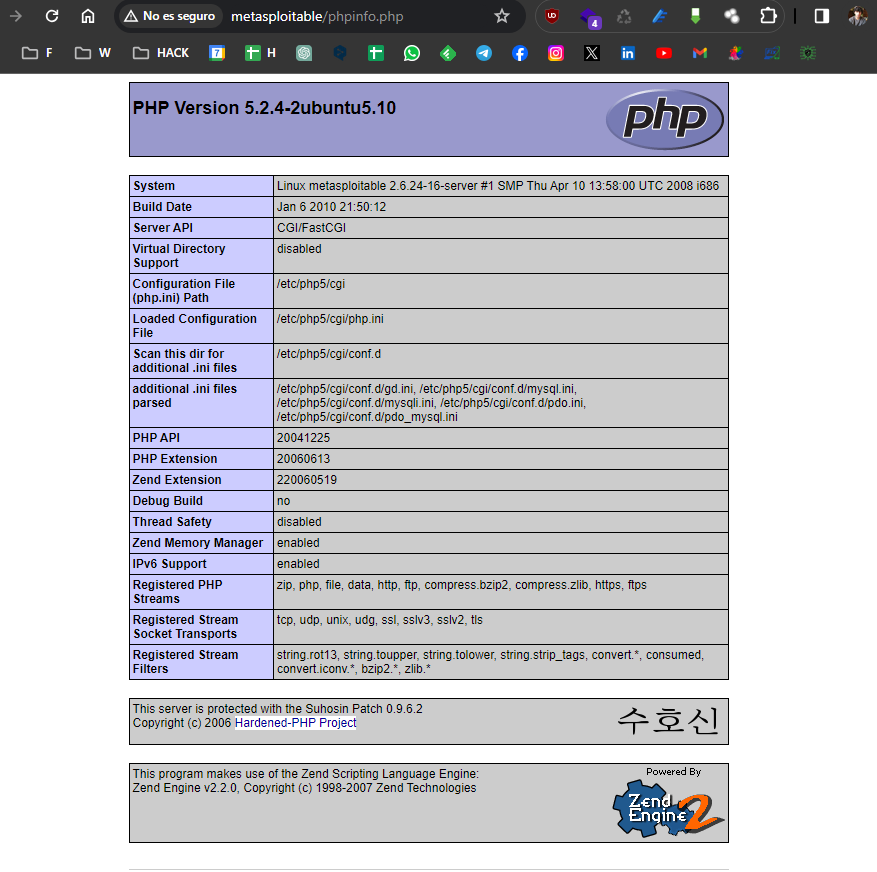 No es seguro
metasploitable/phpinfo.php
UO
4
F
W
HACK
7
H
X
in
PHP Version 5.2.4-2ubuntu5.10
php
System
Linux metasploitable 2.6.24-16-server #1 SMP Thu Apr 10 13:58:00 UTC 2008 i686
Build Date
Jan 6 2010 21:50:12
Server API
CGI/FastCGI
Virtual Directory
Support
disabled
Configuration File
(php.ini) Path
/etc/php5/cgi
Loaded Configuration
File
/etc/php5/cgi/php.ini
Scan this dir for
additional .ini files
/etc/php5/cgi/conf.d
additional .ini files
parsed
/etc/php5/cgi/conf.d/gd.ini, /etc/php5/cgi/conf.d/mysql.ini,
/etc/php5/cgi/conf.d/mysqli.ini, /etc/php5/cgi/conf.d/pdo.ini,
/etc/php5/cgi/conf.d/pdo_mysql.ini
PHP API
20041225
PHP Extension
20060613
Zend Extension
220060519
Debug Build
no
Thread Safety
disabled
Zend Memory Manager
enabled
IPv6 Support
enabled
Registered PHP
Streams
zip, php, file, data, http, ftp, compress.bzip2, compress.zlib, https, ftps
Registered Stream
Socket Transports
tcp, udp, unix, udg, ssl, sslv3, sslv2, tls
Registered Stream
Filters
string.rot13, string.toupper, string.tolower, string.strip_tags, convert.*, consumed,
convert.iconv.*, bzip2.*, zlib.*
This server is protected with the Suhosin Patch 0.9.6.2
Copyright (c) 2006 Hardened-PHP Project
수호신
This program makes use of the Zend Scripting Language Engine:
Zend Engine v2.2.0, Copyright (c) 1998-2007 Zend Technologies
Powered By
Zend
Engine 2